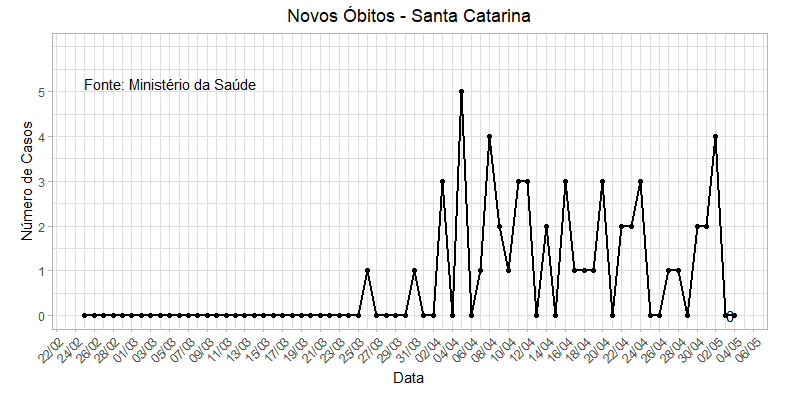 Novos Óbitos - Santa Catarina
Fonte: Ministério da Saúde
Número de Casos
5
4
3
2
1
0
0
22/02 24/02 26/02 28/02 01/03 03/03 05/03 07/03 09/03 11/03 13/03 15/03 17/03 19/03 21/03 23/03 25/03 27/03 29/03 31/03 02/04 04/04 06/04 08/04 10/04 12/04 14/04 16/04 18/04 20/04 22/04 24/04 26/04 28/04 30/04 02/05 04/05 06/05
Data